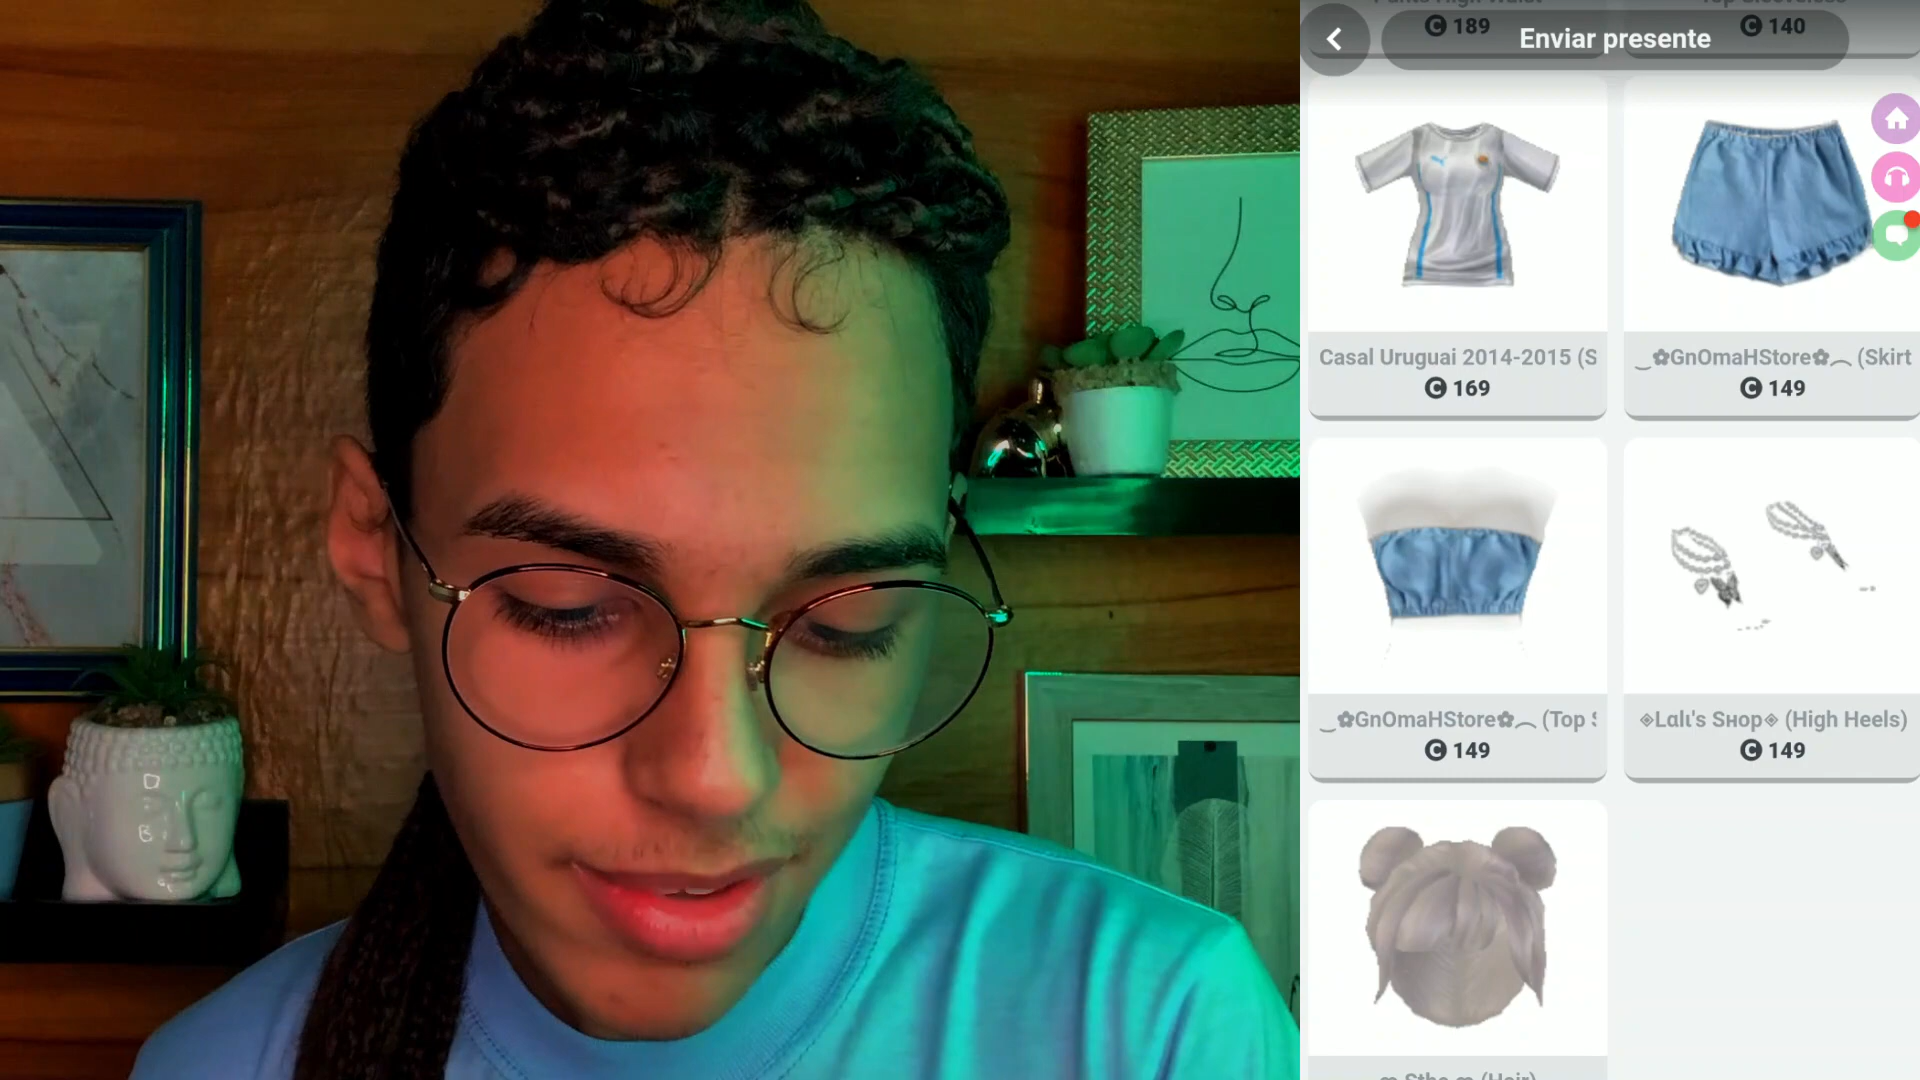 189
140
Enviar presente
Casal Uruguai 2014-2015 (S
169
‿✿GnOmaHStore✿︵ (Skirt
149
‿✿GnOmaHStore✿︵ (Top S
149
◈Lαlι's Sнop◈ (High Heels)
149